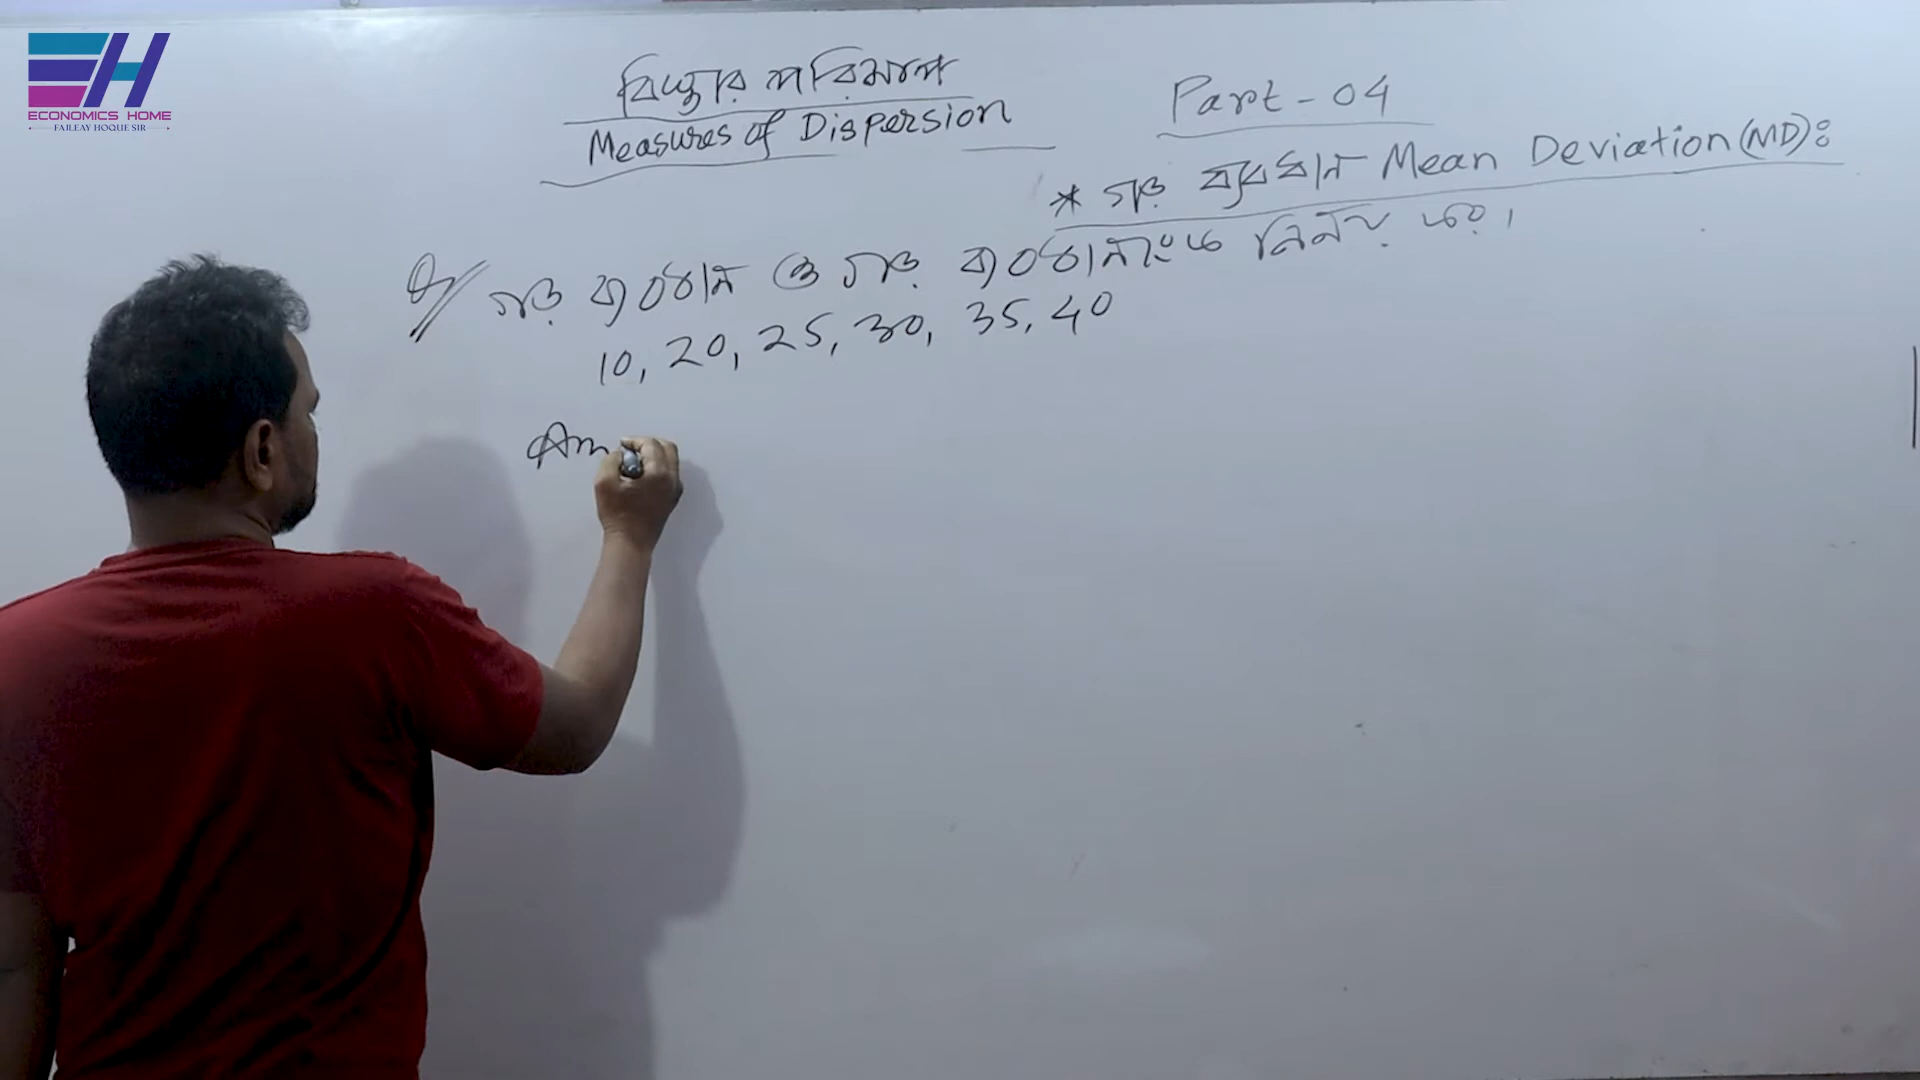 ECONOMICS HOME
FAILEAY HOQUE SIR
বিস্তার পরিমাপ
Measures of Dispersion
Part - 04
* গড় ব্যবধান Mean Deviation (MD):
Q// গড় ব্যবধান ও গড় ব্যবধানাংক নির্ণয় কর।
10, 20, 25, 30, 35, 40
Ans